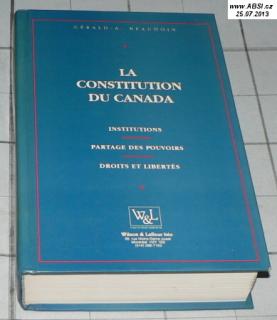 www.ABSI.cz
25.07.2013
GÉRALD-A. BEAUDOIN
LA
CONSTITUTION
DU CANADA
INSTITUTIONS
PARTAGE DES POUVOIRS
DROITS ET LIBERTÉS
W&L
Wilson & Lafleur ltée